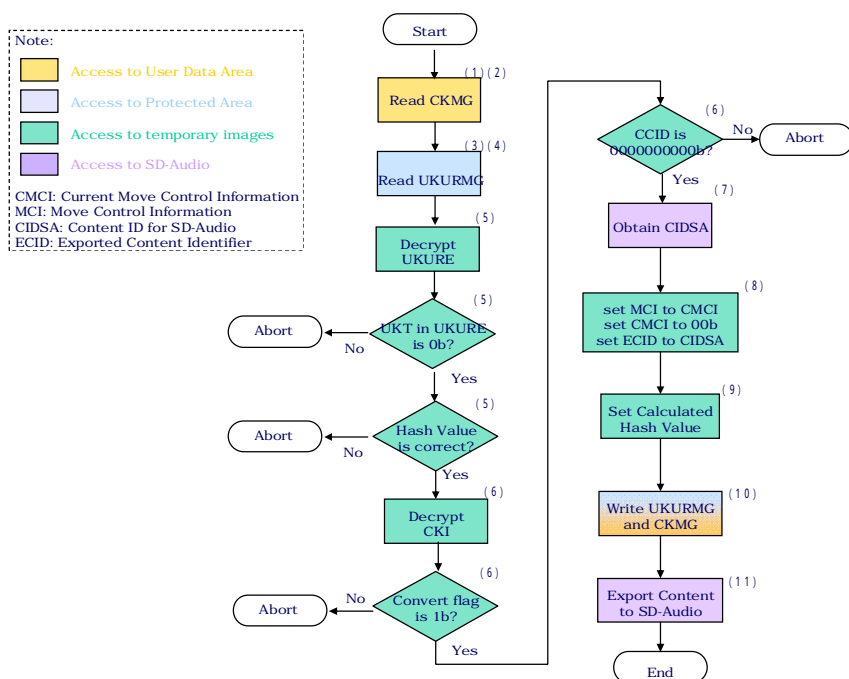 Note:
Access to User Data Area
Access to Protected Area
Access to temporary images
Access to SD-Audio
CMCI: Current Move Control Information
MCI: Move Control Information
CIDSA: Content ID for SD-Audio
ECID: Exported Content Identifier
Start
(1)(2)
Read CKMG
(3)(4)
Read UKURMG
(5)
Decrypt
UKURE
(5)
UKT in UKURE
is 0b?
No
Abort
Yes
(5)
Hash Value
is correct?
No
Abort
Yes
(6)
Decrypt
CKI
(6)
Convert flag
is 1b?
No
Abort
Yes
(6)
CCID is
0000000000b?
No
Abort
Yes
(7)
Obtain CIDSA
(8)
set MCI to CMCI
set CMCI to 00b
set ECID to CIDSA
(9)
Set Calculated
Hash Value
(10)
Write UKURMG
and CKMG
(11)
Export Content
to SD-Audio
End